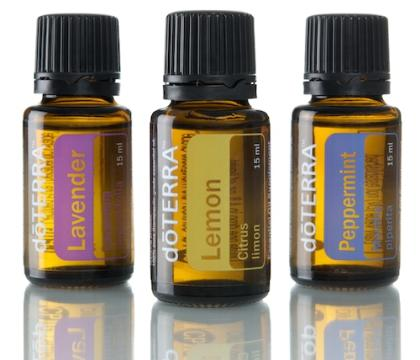 dōTERRA
Lavender
15 ml
dōTERRA
Lemon
Citrus
limon
15 ml
dōTERRA
Peppermint
piperita
15 ml